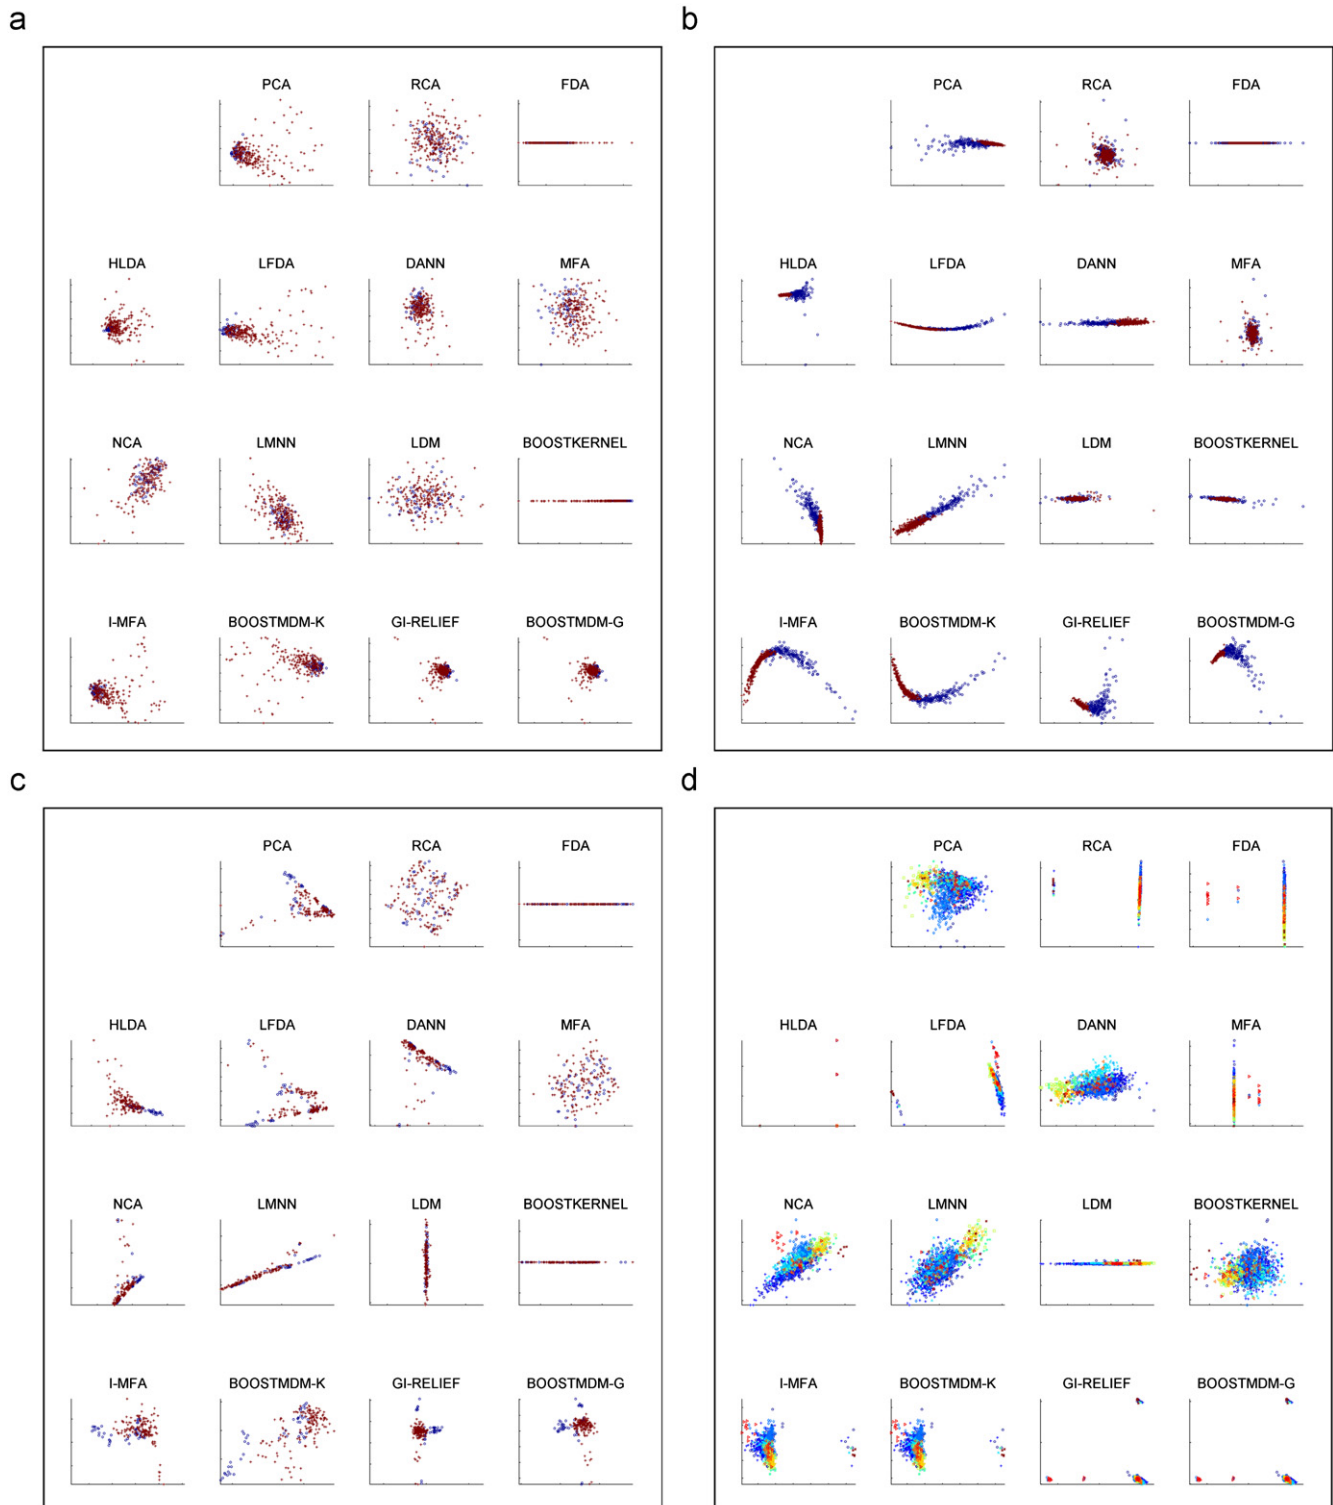 a
PCA RCA FDA
HLDA LFDA DANN MFA
NCA LMNN LDM BOOSTKERNEL
I-MFA BOOSTMDM-K GI-RELIEF BOOSTMDM-G
b
PCA RCA FDA
HLDA LFDA DANN MFA
NCA LMNN LDM BOOSTKERNEL
I-MFA BOOSTMDM-K GI-RELIEF BOOSTMDM-G
c
PCA RCA FDA
HLDA LFDA DANN MFA
NCA LMNN LDM BOOSTKERNEL
I-MFA BOOSTMDM-K GI-RELIEF BOOSTMDM-G
d
PCA RCA FDA
HLDA LFDA DANN MFA
NCA LMNN LDM BOOSTKERNEL
I-MFA BOOSTMDM-K GI-RELIEF BOOSTMDM-G